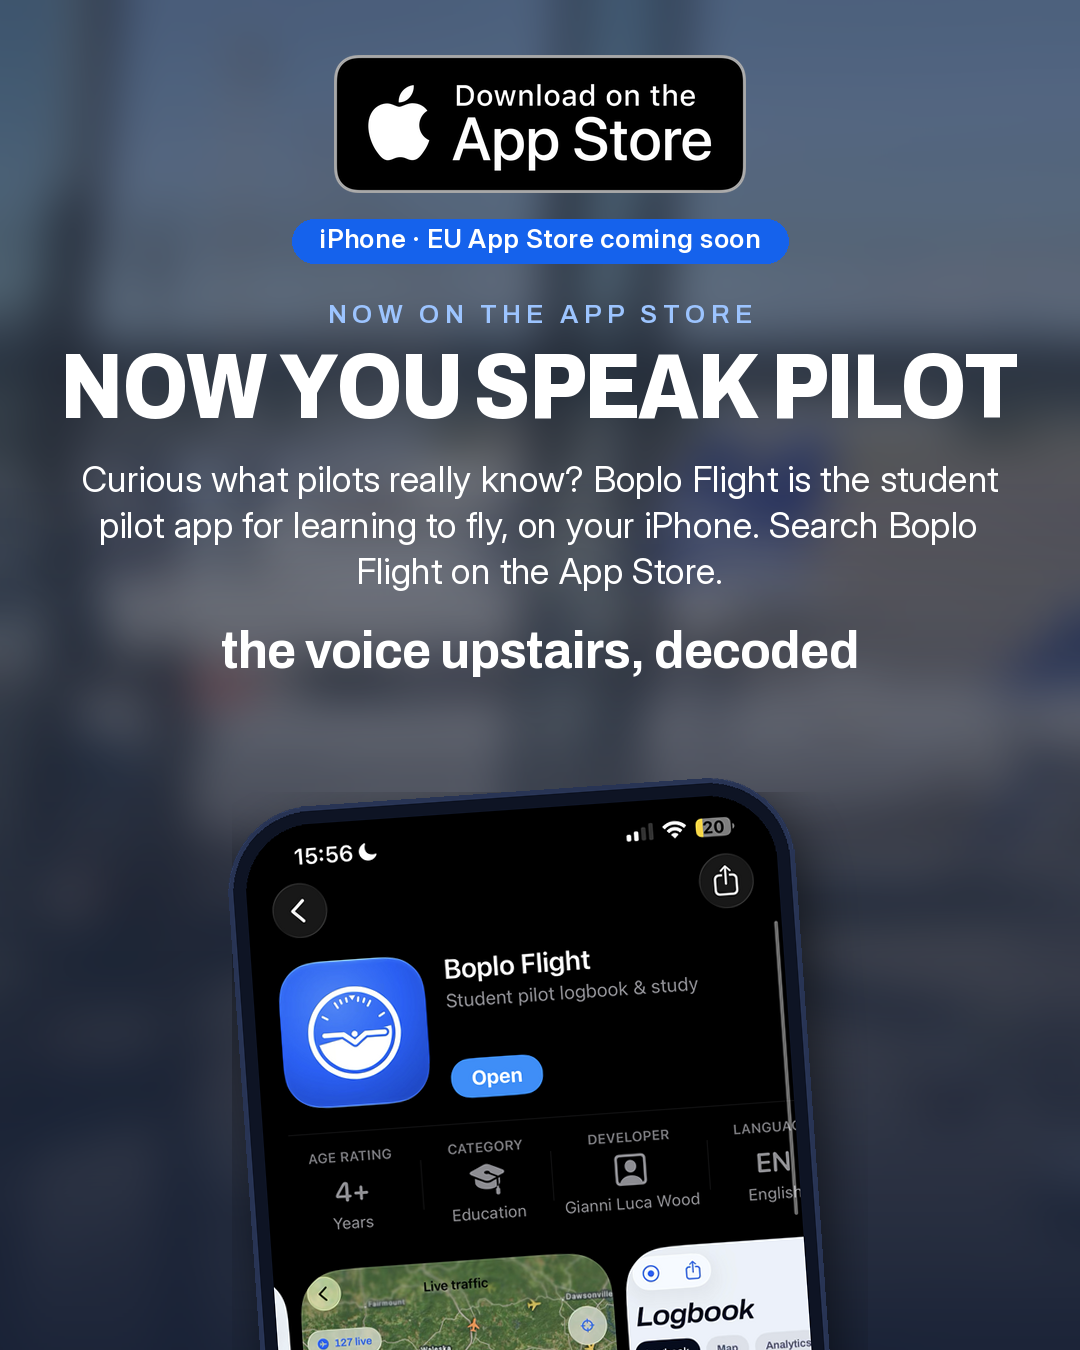 Download on the
App Store
iPhone · EU App Store coming soon
NOW ON THE APP STORE
NOW YOU SPEAK PILOT
Curious what pilots really know? Boplo Flight is the student
pilot app for learning to fly, on your iPhone. Search Boplo
Flight on the App Store.
the voice upstairs, decoded
15:56
20
Boplo Flight
Student pilot logbook & study
Open
AGE RATING
4+
Years
CATEGORY
Education
DEVELOPER
Gianni Luca Wood
EN
English
Live traffic
Fairmount
Dawsonville
127 live
Waleska
Logbook
Map
Analytics